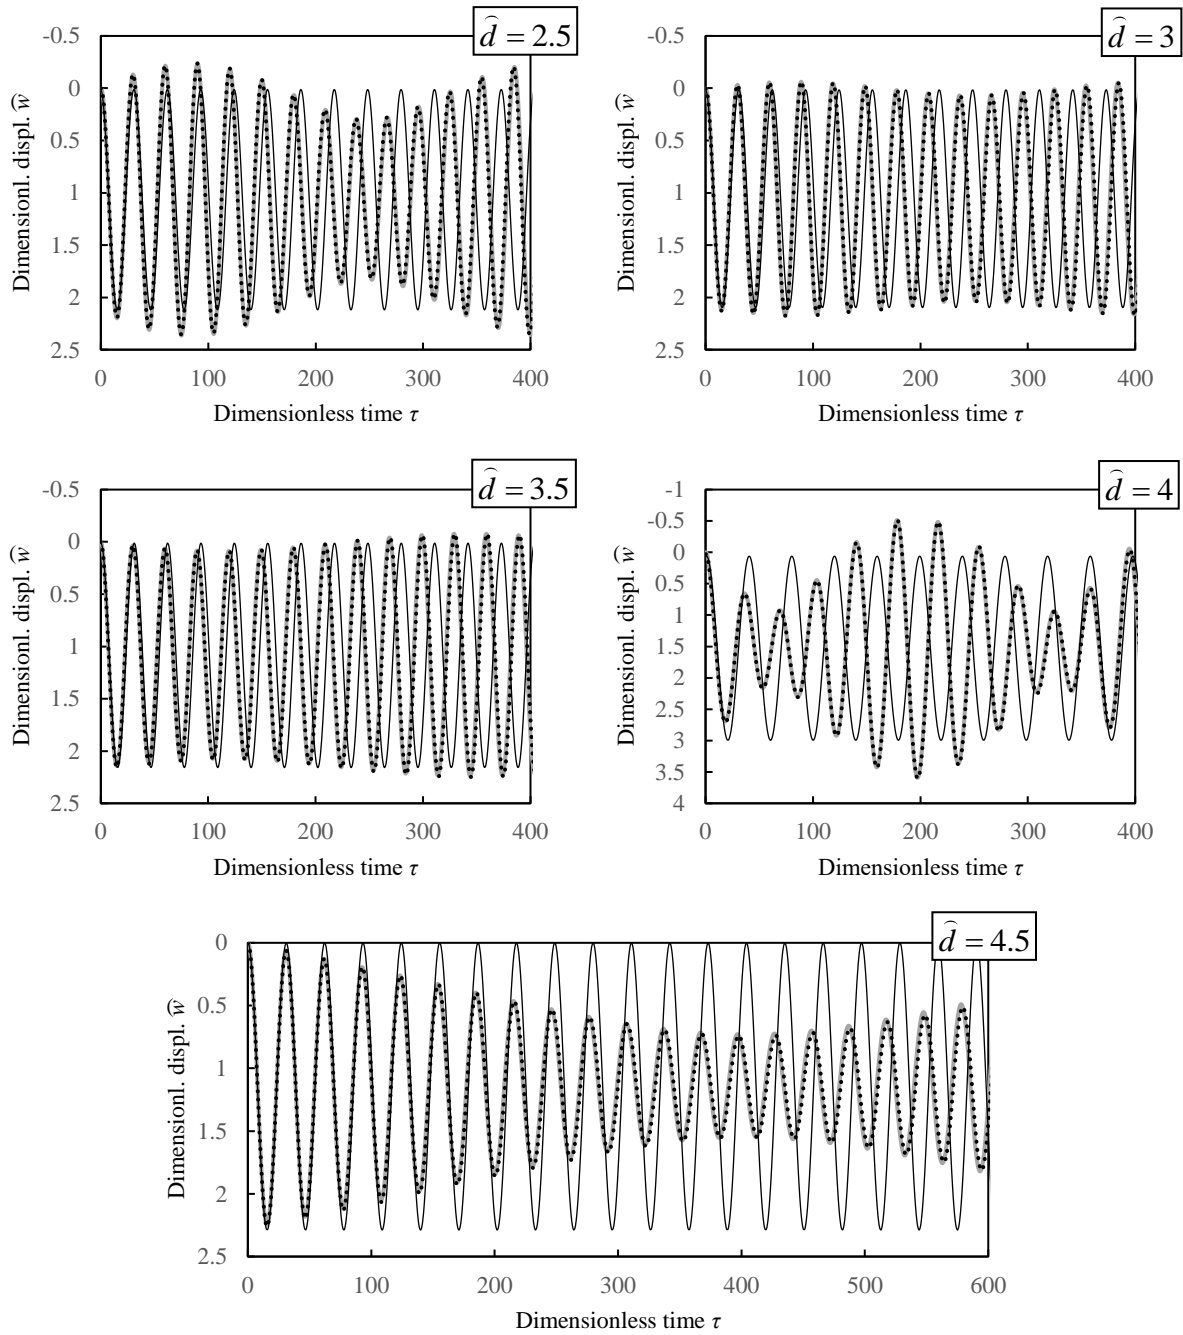 d̂ = 2.5
-0.5
0
0.5
1
1.5
2
2.5
Dimensionl. displ. ŵ
0 100 200 300 400
Dimensionless time τ
d̂ = 3
-0.5
0
0.5
1
1.5
2
2.5
Dimensionl. displ. ŵ
0 100 200 300 400
Dimensionless time τ
d̂ = 3.5
-0.5
0
0.5
1
1.5
2
2.5
Dimensionl. displ. ŵ
0 100 200 300 400
Dimensionless time τ
d̂ = 4
-1
-0.5
0
0.5
1
1.5
2
2.5
3
3.5
4
Dimensionl. displ. ŵ
0 100 200 300 400
Dimensionless time τ
d̂ = 4.5
0
0.5
1
1.5
2
2.5
Dimensionl. displ. ŵ
0 100 200 300 400 500 600
Dimensionless time τ